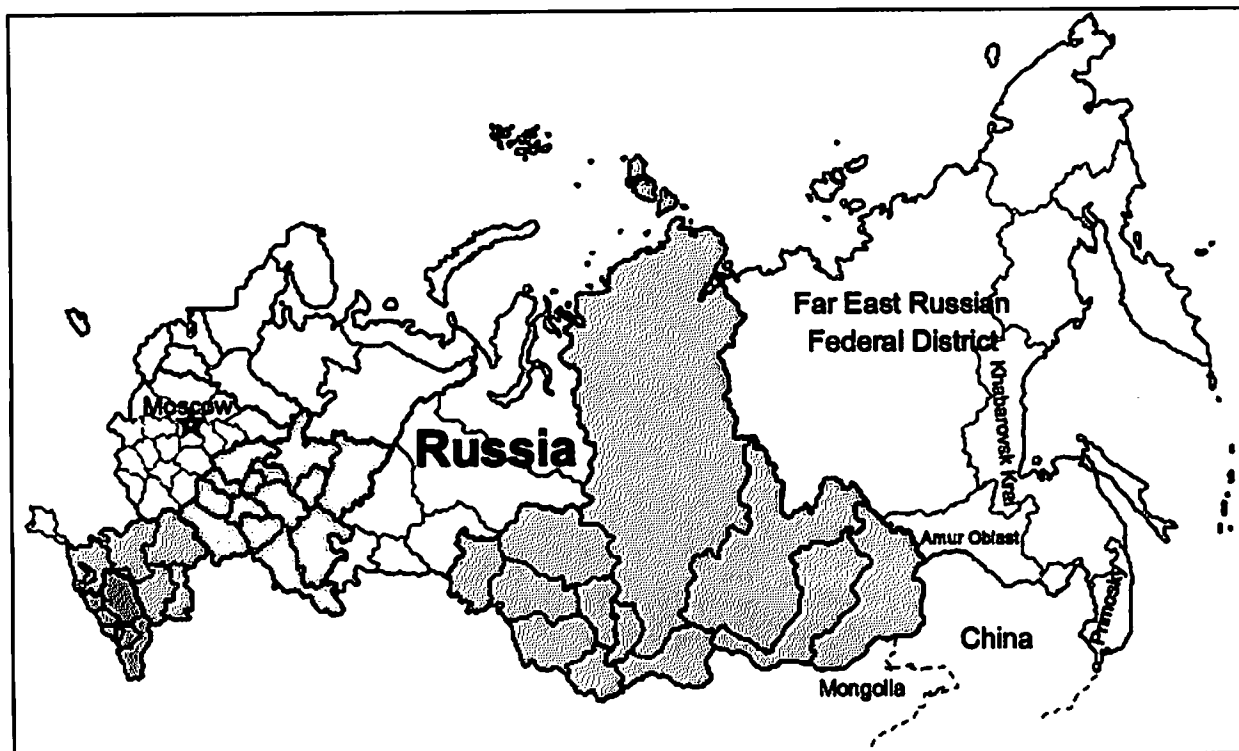 Far East Russian
Federal District
Khabarovsk Krai
Moscow
Russia
Amur Oblast
Primorsky
China
Mongolia